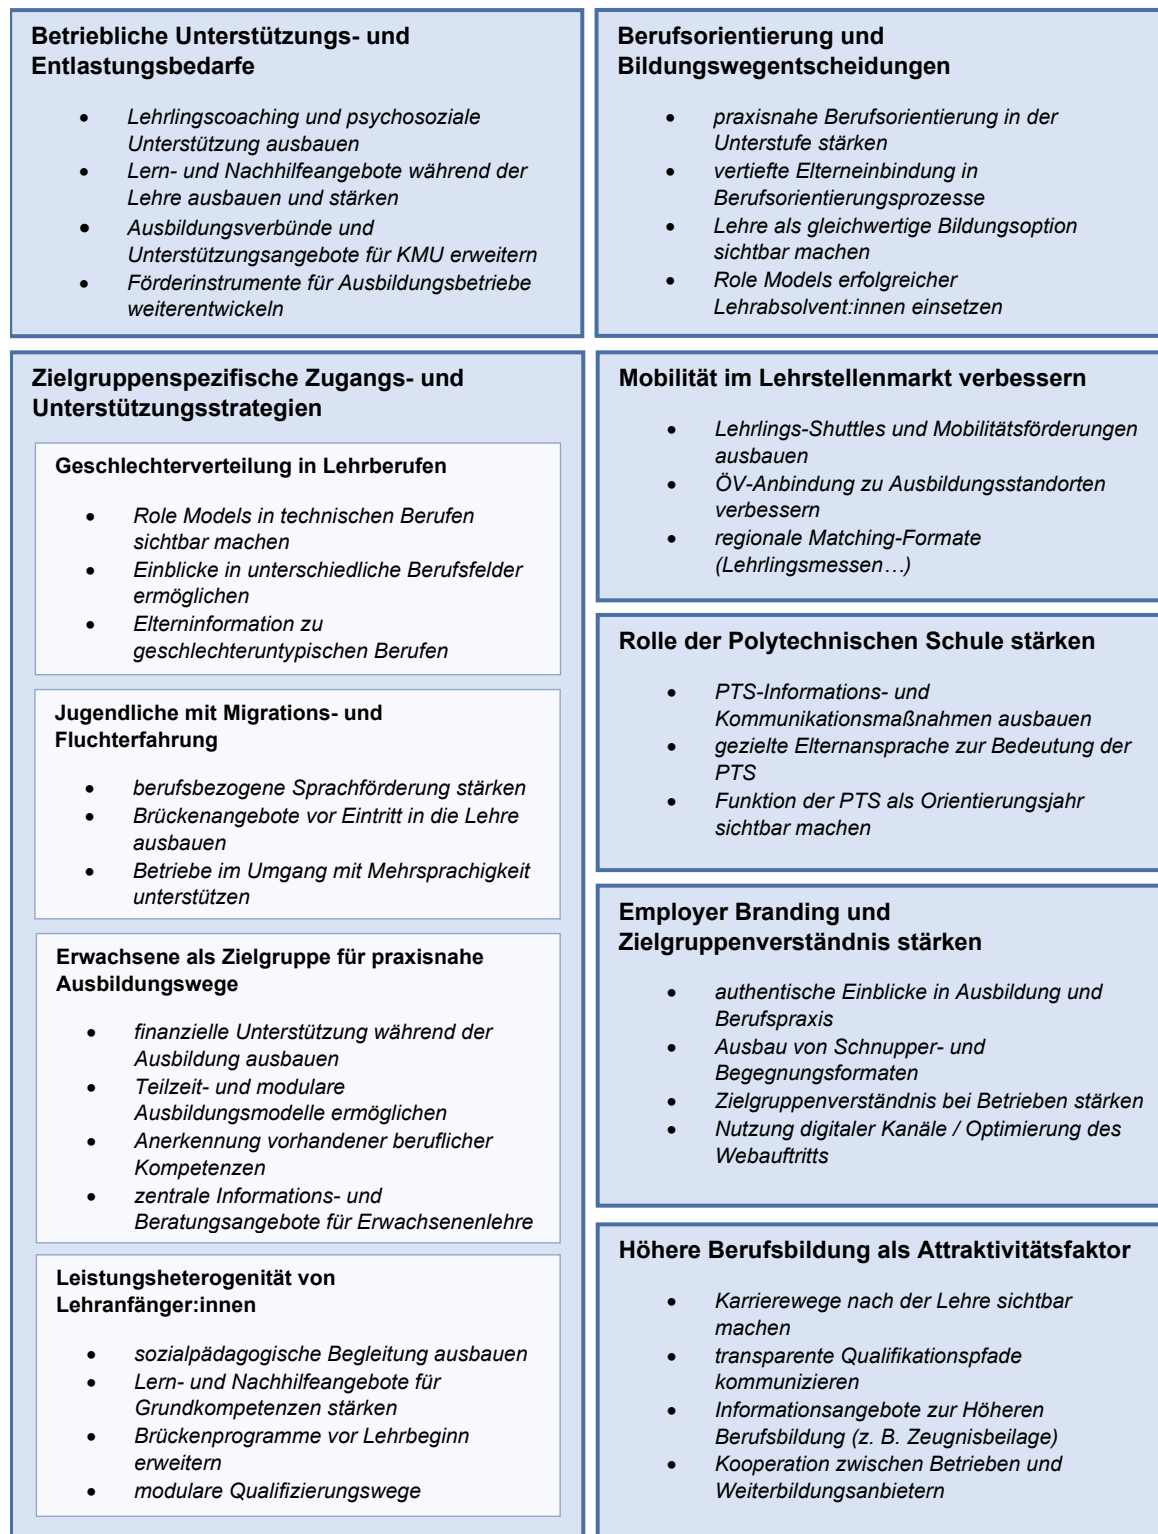 Betriebliche Unterstützungs- und
Entlastungsbedarfe
• Lehrlingscoaching und psychosoziale
Unterstützung ausbauen
• Lern- und Nachhilfeangebote während der
Lehre ausbauen und stärken
• Ausbildungsverbünde und
Unterstützungsangebote für KMU erweitern
• Förderinstrumente für Ausbildungsbetriebe
weiterentwickeln
Berufsorientierung und
Bildungswegentscheidungen
• praxisnahe Berufsorientierung in der
Unterstufe stärken
• vertiefte Elterneinbindung in
Berufsorientierungsprozesse
• Lehre als gleichwertige Bildungsoption
sichtbar machen
• Role Models erfolgreicher
Lehrabsolvent:innen einsetzen
Zielgruppenspezifische Zugangs- und
Unterstützungsstrategien
Geschlechterverteilung in Lehrberufen
• Role Models in technischen Berufen
sichtbar machen
• Einblicke in unterschiedliche Berufsfelder
ermöglichen
• Elterninformation zu
geschlechteruntypischen Berufen
Jugendliche mit Migrations- und
Fluchterfahrung
• berufsbezogene Sprachförderung stärken
• Brückenangebote vor Eintritt in die Lehre
ausbauen
• Betriebe im Umgang mit Mehrsprachigkeit
unterstützen
Erwachsene als Zielgruppe für praxisnahe
Ausbildungswege
• finanzielle Unterstützung während der
Ausbildung ausbauen
• Teilzeit- und modulare
Ausbildungsmodelle ermöglichen
• Anerkennung vorhandener beruflicher
Kompetenzen
• zentrale Informations- und
Beratungsangebote für Erwachsenenlehre
Leistungsheterogenität von
Lehranfänger:innen
• sozialpädagogische Begleitung ausbauen
• Lern- und Nachhilfeangebote für
Grundkompetenzen stärken
• Brückenprogramme vor Lehrbeginn
erweitern
• modulare Qualifizierungswege
Mobilität im Lehrstellenmarkt verbessern
• Lehrlings-Shuttles und Mobilitätsförderungen
ausbauen
• ÖV-Anbindung zu Ausbildungsstandorten
verbessern
• regionale Matching-Formate
(Lehrlingsmessen…)
Rolle der Polytechnischen Schule stärken
• PTS-Informations- und
Kommunikationsmaßnahmen ausbauen
• gezielte Elternansprache zur Bedeutung der
PTS
• Funktion der PTS als Orientierungsjahr
sichtbar machen
Employer Branding und
Zielgruppenverständnis stärken
• authentische Einblicke in Ausbildung und
Berufspraxis
• Ausbau von Schnupper- und
Begegnungsformaten
• Zielgruppenverständnis bei Betrieben stärken
• Nutzung digitaler Kanäle / Optimierung des
Webauftritts
Höhere Berufsbildung als Attraktivitätsfaktor
• Karrierewege nach der Lehre sichtbar
machen
• transparente Qualifikationspfade
kommunizieren
• Informationsangebote zur Höheren
Berufsbildung (z. B. Zeugnisbeilage)
• Kooperation zwischen Betrieben und
Weiterbildungsanbietern